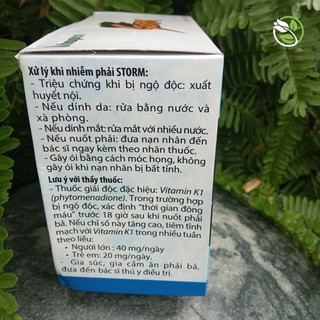 Xử lý khi nhiễm phải STORM:
- Triệu chứng khi bị ngộ độc: xuất
huyết nội.
- Nếu dính da: rửa bằng nước và
xà phòng.
- Nếu dính mắt: rửa mắt với nhiều nước.
- Nếu nuốt phải: đưa nạn nhân đến
bác sĩ ngay kèm theo nhãn thuốc.
- Gây ói bằng cách móc họng, không
gây ói khi nạn nhân bị bất tỉnh.
Lưu ý với thầy thuốc:
- Thuốc giải độc đặc hiệu: Vitamin K1
(phytomenadione). Trong trường hợp
bị ngộ độc, xác định "thời gian đông
máu" trước 18 giờ sau khi nuốt phải
bả. Nếu chỉ số này tăng cao, tiêm tĩnh
mạch với Vitamin K1 trong nhiều tuần
theo liều:
• Người lớn : 40 mg/ngày
• Trẻ em: 20 mg/ngày.
- Gia súc, gia cầm ăn phải bả,
đưa đến bác sĩ thú y điều trị.